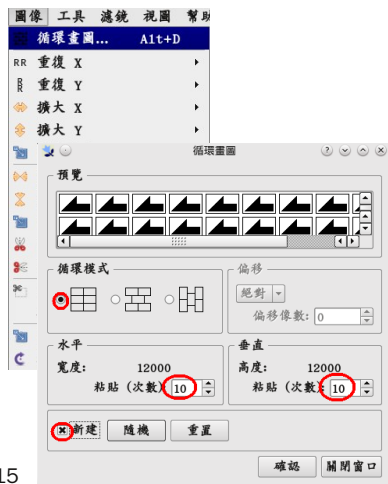 圖像 工具 濾鏡 視圖 幫助
循環畫圖... Alt+D
RR 重復 X
RR 重復 Y
擴大 X
擴大 Y
循環畫圖
預覽
循環模式
偏移
絕對
偏移像數: 0
水平
寬度: 12000
粘貼 (次數) 10
垂直
高度: 12000
粘貼 (次數): 10
新建 隨機 重置
確認 關閉窗口
15